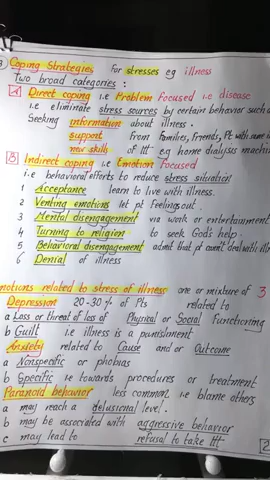 3 Coping Strategies for stresses eg illness
Two broad categories:
A Direct coping i.e Problem Focused i.e disease
i.e eliminate stress sources by certain behavior such
Seeking information about illness.
support from families, friends, Pt with same
new skills of ttt eg home dialysis machine
B Indirect coping i.e Emotion Focused
i.e behavioral efforts to reduce stress situation
1 Acceptance learn to live with illness.
2 Venting emotions let pt feelings out.
3 Mental disengagement via work or entertainment
4 Turning to religion to seek God's help.
5 Behavioral disengagement admit that pt can't deal with
6 Denial of illness
emotions related to stress of illness one or mixture of 3
Depression 20-30% of Pts related to
a Loss or threat of loss of Physical or Social functioning
b Guilt i.e illness is a punishment
Anxiety related to Cause and or Outcome
a Nonspecific or phobias
b Specific i.e towards procedures or treatment
Paranoid behavior less common i.e blame others
a may reach a delusional level.
b may be associated with aggressive behavior
c may lead to refusal to take ttt
2